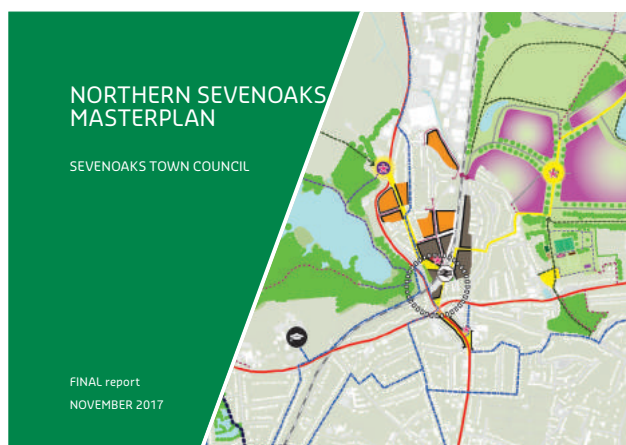 NORTHERN SEVENOAKS
MASTERPLAN
SEVENOAKS TOWN COUNCIL
FINAL report
NOVEMBER 2017